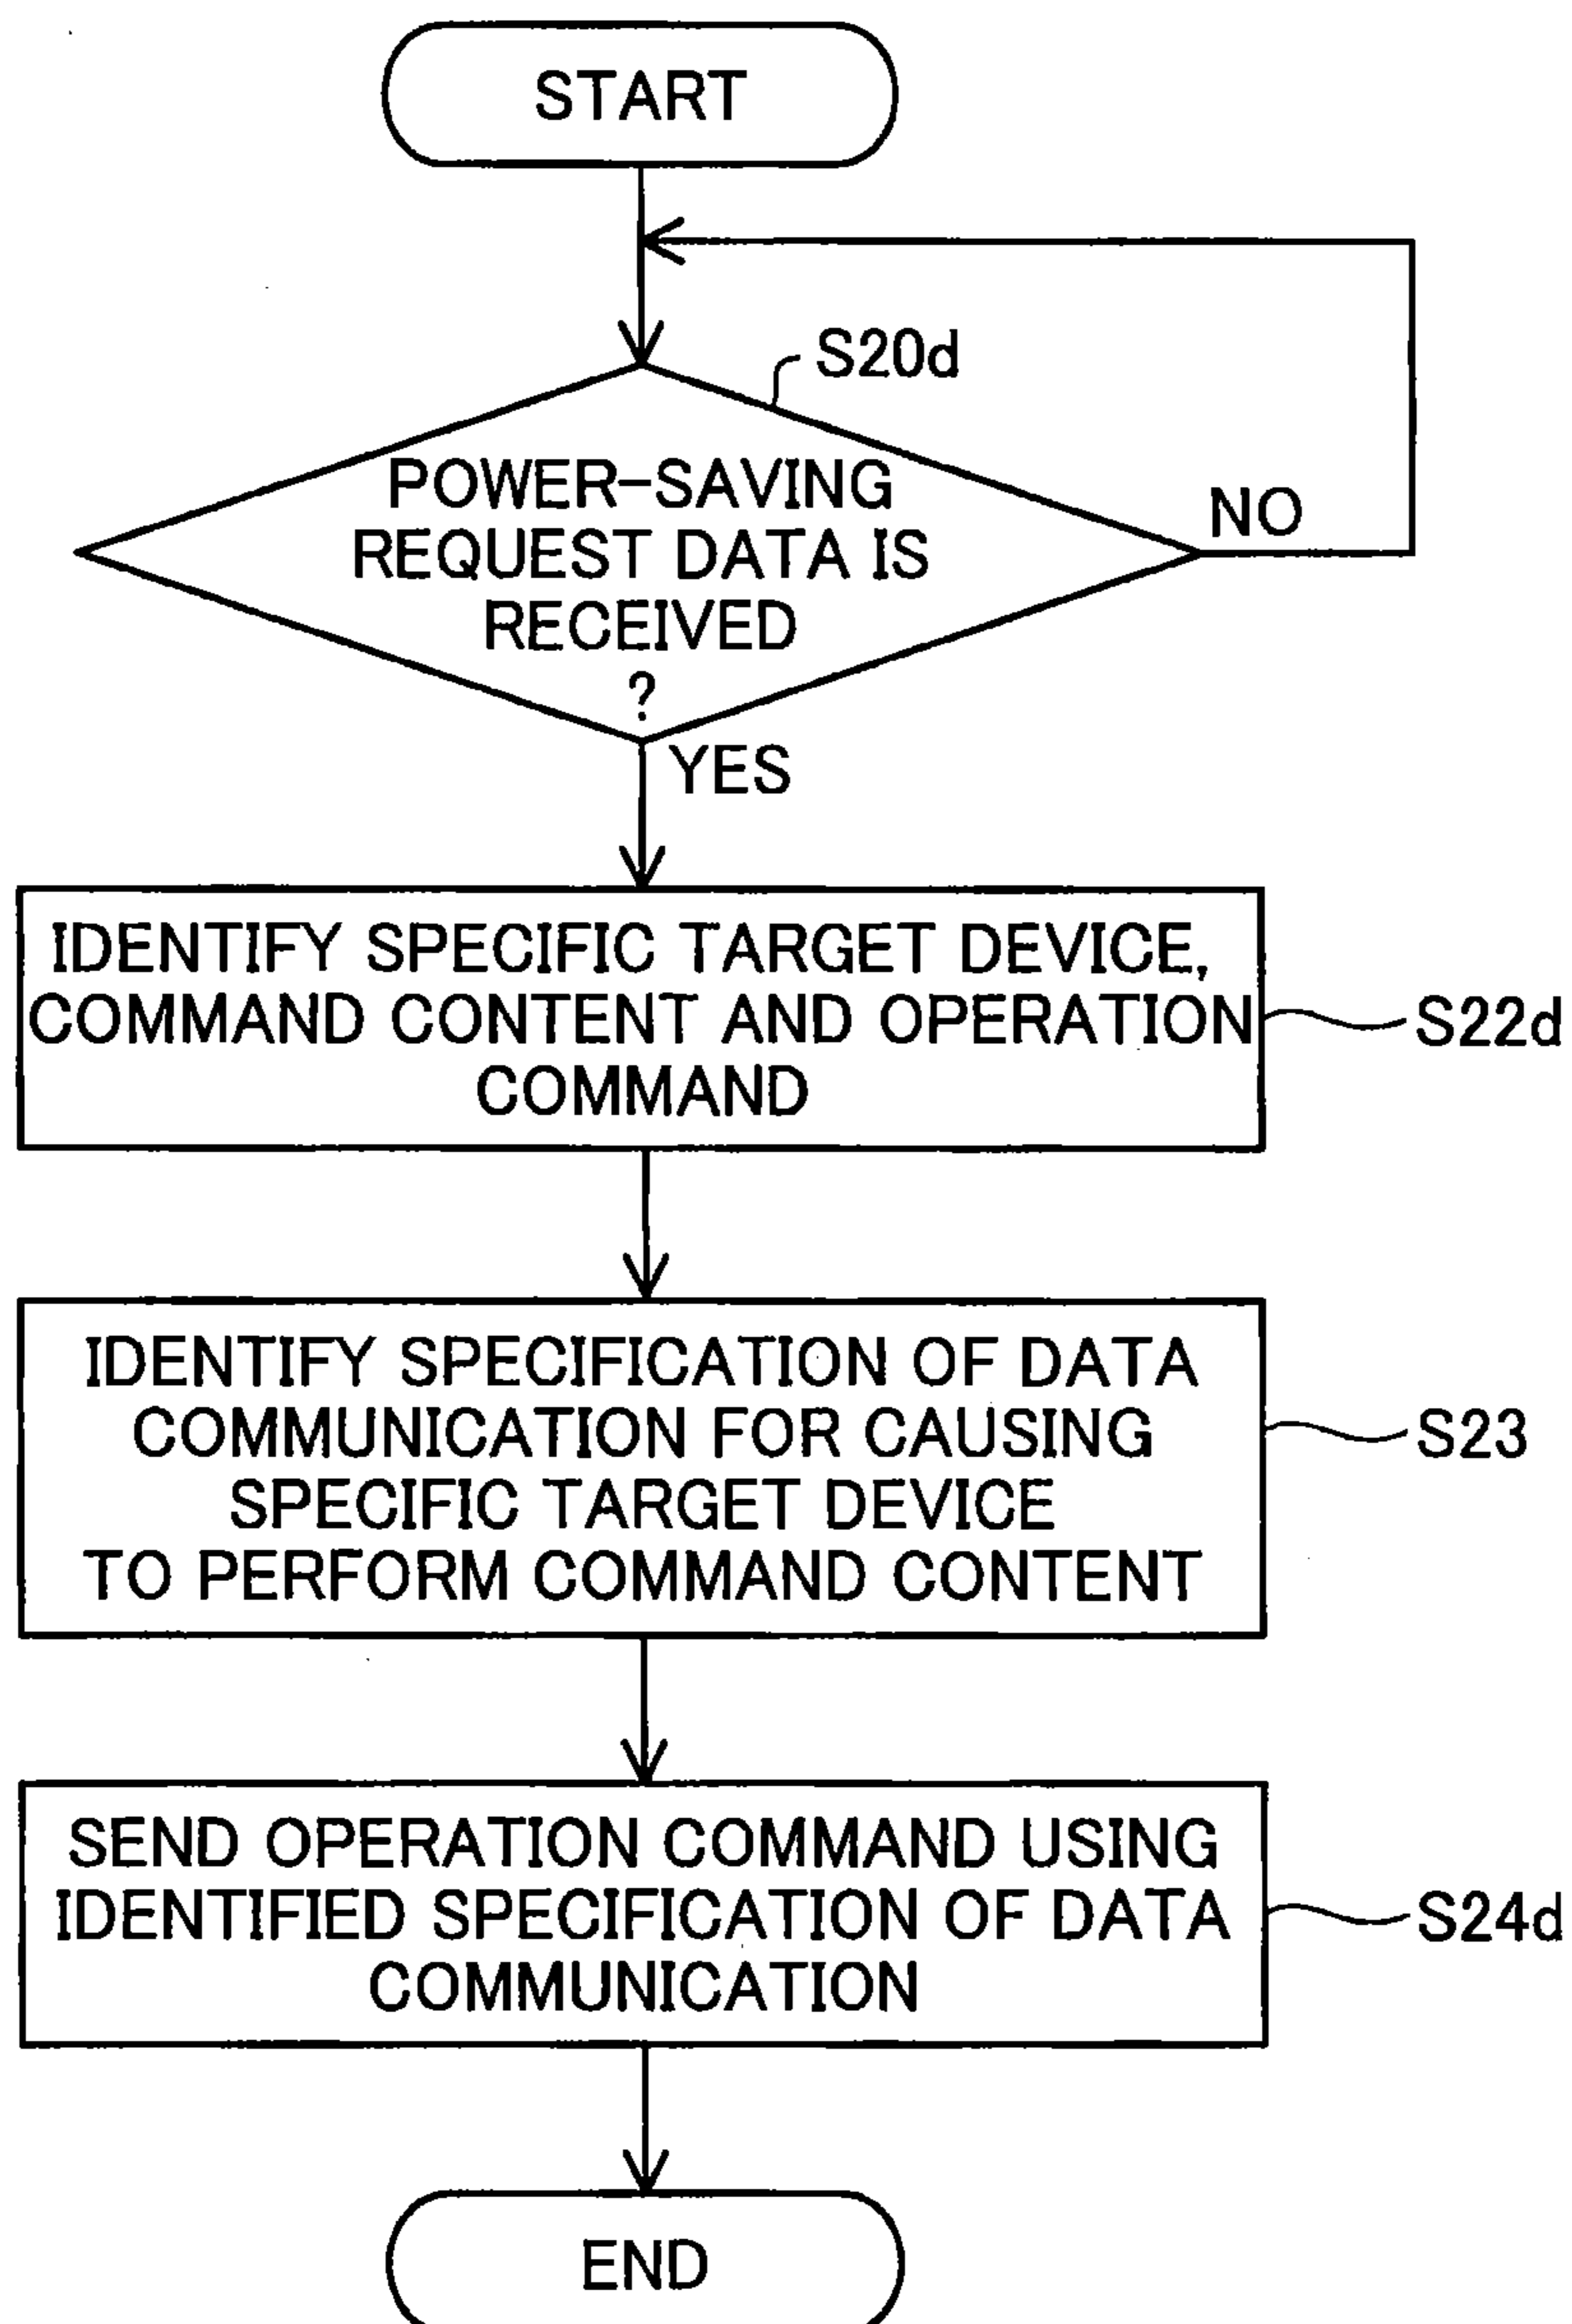 START
S20d
POWER-SAVING
REQUEST DATA IS
RECEIVED
?
NO
YES
IDENTIFY SPECIFIC TARGET DEVICE,
COMMAND CONTENT AND OPERATION
COMMAND
S22d
IDENTIFY SPECIFICATION OF DATA
COMMUNICATION FOR CAUSING
SPECIFIC TARGET DEVICE
TO PERFORM COMMAND CONTENT
S23
SEND OPERATION COMMAND USING
IDENTIFIED SPECIFICATION OF DATA
COMMUNICATION
S24d
END